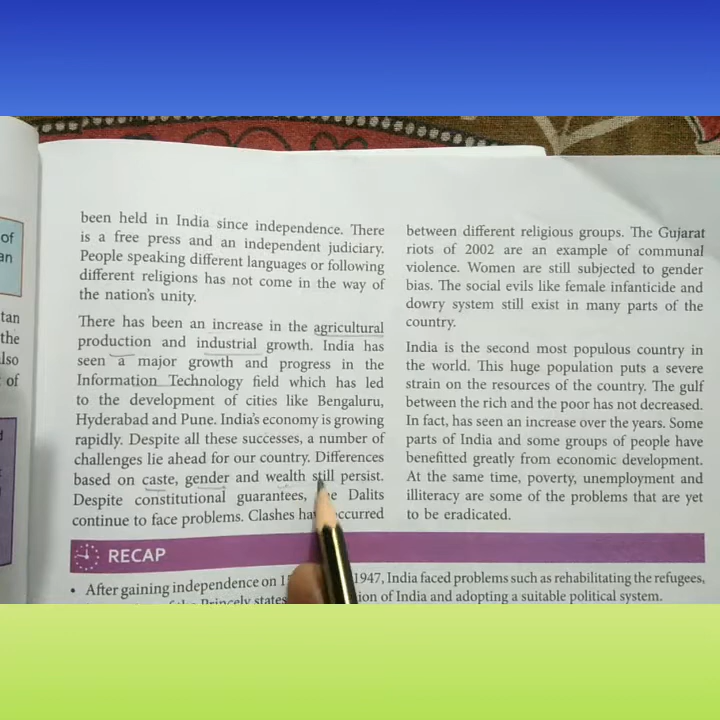 of
an
tan
the
also
of
been held in India since independence. There
is a free press and an independent judiciary.
People speaking different languages or following
different religions has not come in the way of
the nation's unity.
There has been an increase in the agricultural
production and industrial growth. India has
seen a major growth and progress in the
Information Technology field which has led
to the development of cities like Bengaluru,
Hyderabad and Pune. India's economy is growing
rapidly. Despite all these successes, a number of
challenges lie ahead for our country. Differences
based on caste, gender and wealth still persist.
Despite constitutional guarantees, Dalits
continue to face problems. Clashes occurred
between different religious groups. The Gujarat
riots of 2002 are an example of communal
violence. Women are still subjected to gender
bias. The social evils like female infanticide and
dowry system still exist in many parts of the
country.
India is the second most populous country in
the world. This huge population puts a severe
strain on the resources of the country. The gulf
between the rich and the poor has not decreased.
In fact, has seen an increase over the years. Some
parts of India and some groups of people have
benefitted greatly from economic development.
At the same time, poverty, unemployment and
illiteracy are some of the problems that are yet
to be eradicated.
RECAP
• After gaining independence on 1947, India faced problems such as rehabilitating the refugees,
Princely states of India and adopting a suitable political system.